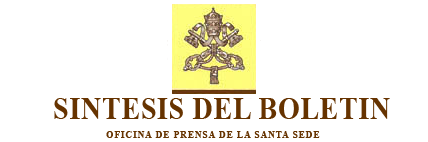 SINTESIS DEL BOLETIN
OFICINA DE PRENSA DE LA SANTA SEDE